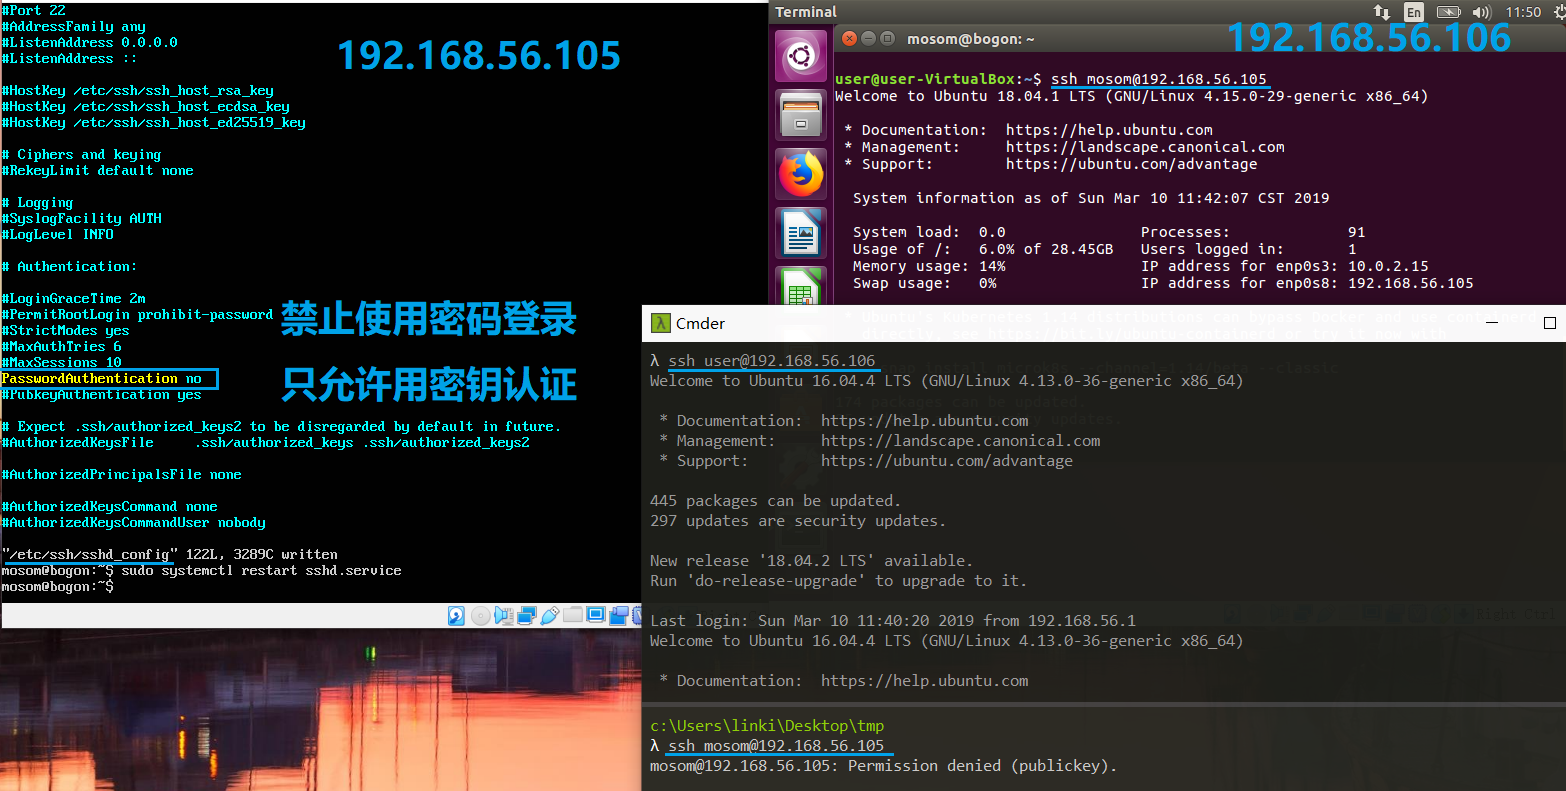 #Port 22
#AddressFamily any
#ListenAddress 0.0.0.0
#ListenAddress ::
192.168.56.105
#HostKey /etc/ssh/ssh_host_rsa_key
#HostKey /etc/ssh/ssh_host_ecdsa_key
#HostKey /etc/ssh/ssh_host_ed25519_key
# Ciphers and keying
#RekeyLimit default none
# Logging
#SyslogFacility AUTH
#LogLevel INFO
# Authentication:
#LoginGraceTime 2m
#PermitRootLogin prohibit-password
#StrictModes yes
#MaxAuthTries 6
#MaxSessions 10
PasswordAuthentication no
#PubkeyAuthentication yes
禁止使用密码登录
只允许用密钥认证
# Expect .ssh/authorized_keys2 to be disregarded by default in future.
#AuthorizedKeysFile     .ssh/authorized_keys .ssh/authorized_keys2
#AuthorizedPrincipalsFile none
#AuthorizedKeysCommand none
#AuthorizedKeysCommandUser nobody
"/etc/ssh/sshd_config" 122L, 3289C written
mosom@bogon:~$ sudo systemctl restart sshd.service
mosom@bogon:~$
Terminal
En
11:50
mosom@bogon: ~
192.168.56.106
user@user-VirtualBox:~$ ssh mosom@192.168.56.105
Welcome to Ubuntu 18.04.1 LTS (GNU/Linux 4.15.0-29-generic x86_64)
* Documentation:  https://help.ubuntu.com
* Management:     https://landscape.canonical.com
* Support:        https://ubuntu.com/advantage
System information as of Sun Mar 10 11:42:07 CST 2019
System load:  0.0               Processes:             91
Usage of /:   6.0% of 28.45GB   Users logged in:       1
Memory usage: 14%               IP address for enp0s3: 10.0.2.15
Swap usage:   0%                IP address for enp0s8: 192.168.56.105
Cmder
λ ssh user@192.168.56.106
Welcome to Ubuntu 16.04.4 LTS (GNU/Linux 4.13.0-36-generic x86_64)
* Documentation:  https://help.ubuntu.com
* Management:     https://landscape.canonical.com
* Support:        https://ubuntu.com/advantage
445 packages can be updated.
297 updates are security updates.
New release '18.04.2 LTS' available.
Run 'do-release-upgrade' to upgrade to it.
Right Ctrl
Last login: Sun Mar 10 11:40:20 2019 from 192.168.56.1
Welcome to Ubuntu 16.04.4 LTS (GNU/Linux 4.13.0-36-generic x86_64)
* Documentation:  https://help.ubuntu.com
c:\Users\linki\Desktop\tmp
λ ssh mosom@192.168.56.105
mosom@192.168.56.105: Permission denied (publickey).